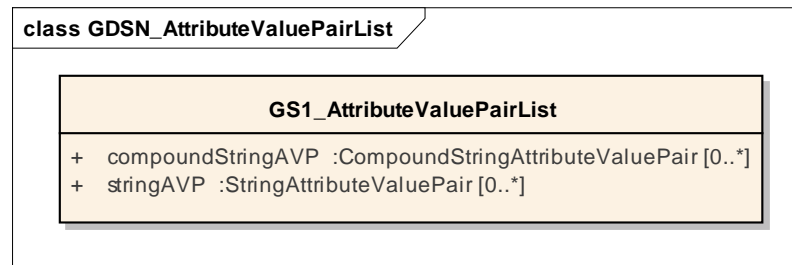 class GDSN_AttributeValuePairList
GS1_AttributeValuePairList
+ compoundStringAVP :CompoundStringAttributeValuePair [0..*]
+ stringAVP :StringAttributeValuePair [0..*]